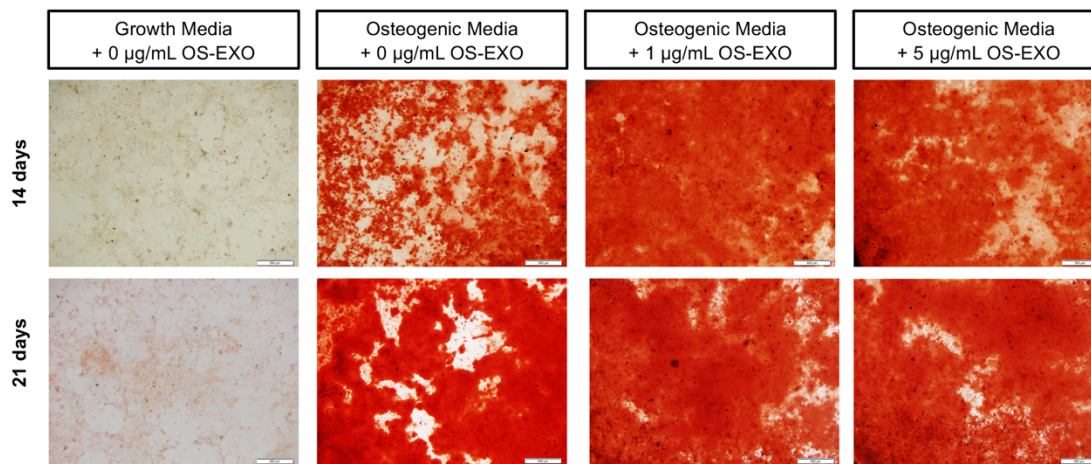 Growth Media
+ 0 µg/mL OS-EXO
Osteogenic Media
+ 0 µg/mL OS-EXO
Osteogenic Media
+ 1 µg/mL OS-EXO
Osteogenic Media
+ 5 µg/mL OS-EXO
14 days
21 days